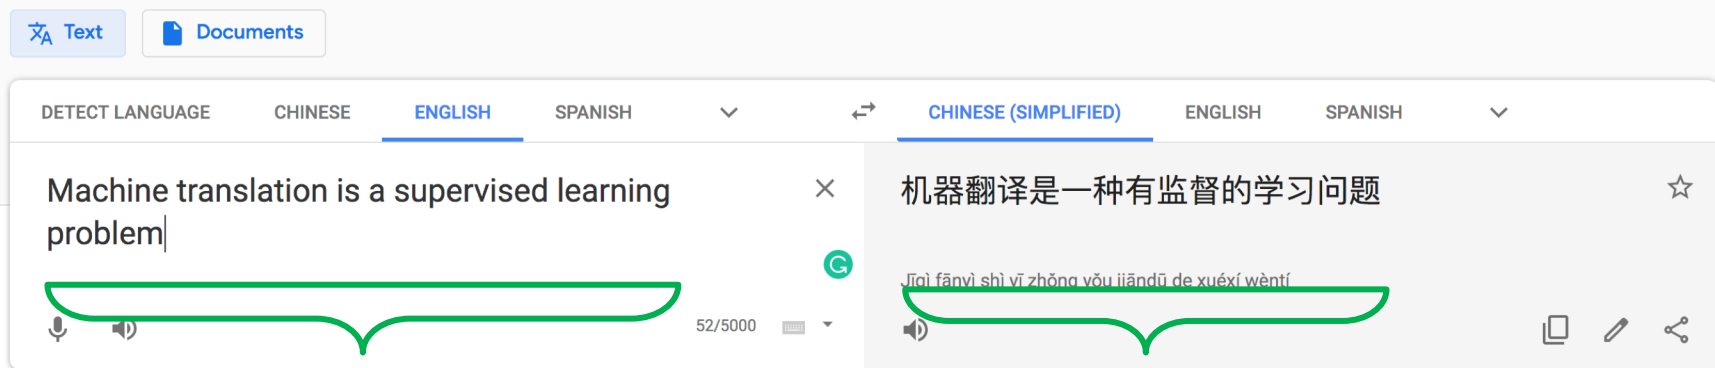 Text
Documents
DETECT LANGUAGE CHINESE ENGLISH SPANISH
CHINESE (SIMPLIFIED) ENGLISH SPANISH
Machine translation is a supervised learning
problem
机器翻译是一种有监督的学习问题
Jīqì fānyì shì yī zhǒng yǒu jiāndū de xuéxí wèntí
52/5000